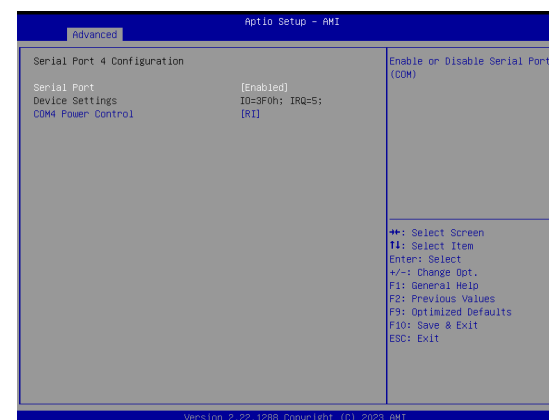 Aptio Setup - AMI
Advanced
Serial Port 4 Configuration
Serial Port [Enabled]
Device Settings IO=3F0h; IRQ=5;
COM4 Power Control [RI]
Enable or Disable Serial Port
(COM)
→←: Select Screen
↑↓: Select Item
Enter: Select
+/-: Change Opt.
F1: General Help
F2: Previous Values
F9: Optimized Defaults
F10: Save & Exit
ESC: Exit
Version 2.22.1288 Copyright (C) 2023 AMI